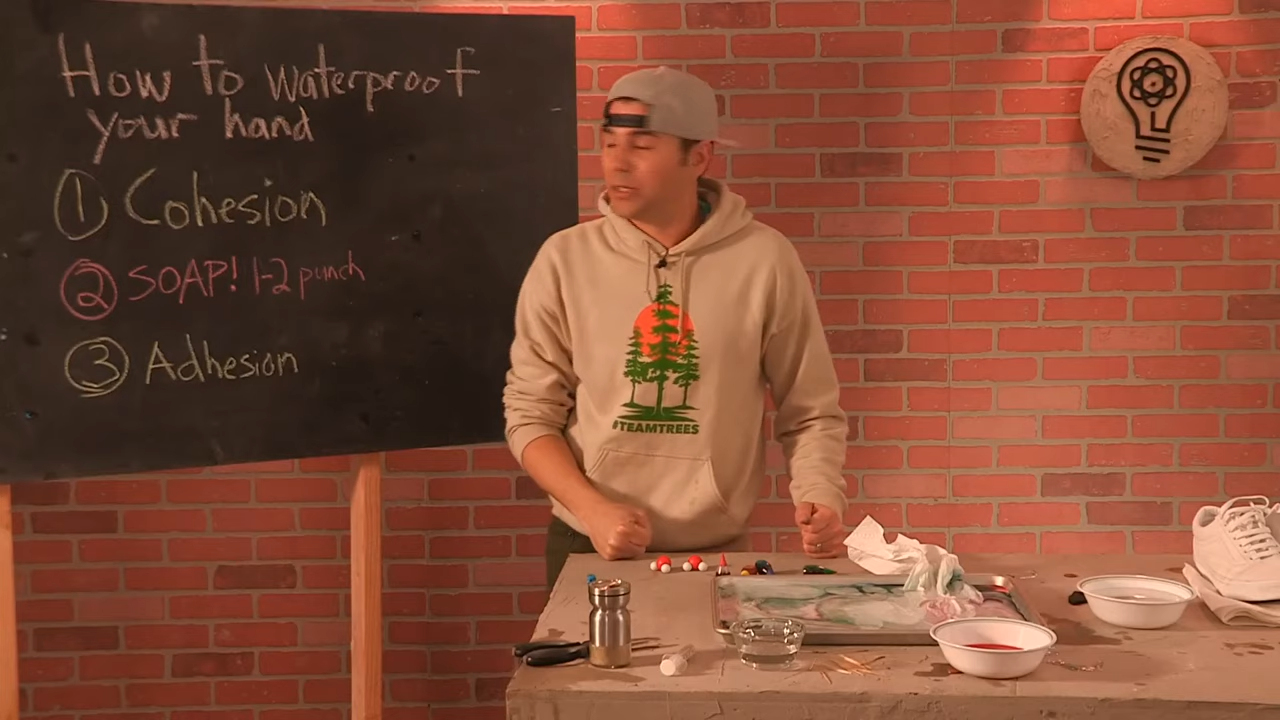 How to waterproof
your hand
① Cohesion
② SOAP! 1-2 punch
③ Adhesion
#TEAMTREES